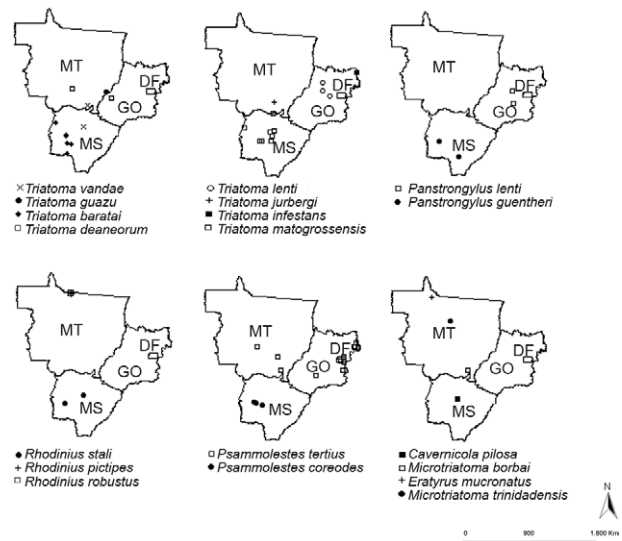 MT
DF
GO
MS
× Triatoma vandae
● Triatoma guazu
♦ Triatoma baratai
□ Triatoma deaneorum
MT
DF
GO
MS
○ Triatoma lenti
+ Triatoma jurbergi
■ Triatoma infestans
□ Triatoma matogrossensis
MT
DF
GO
MS
□ Panstrongylus lenti
● Panstrongylus guentheri
MT
DF
GO
MS
● Rhodinius stali
+ Rhodinius pictipes
□ Rhodinius robustus
MT
DF
GO
MS
□ Psammolestes tertius
● Psammolestes coreodes
MT
DF
GO
MS
■ Cavernicola pilosa
□ Microtriatoma borbai
+ Eratyrus mucronatus
● Microtriatoma trinidadensis
N
0 900 1.800 Km